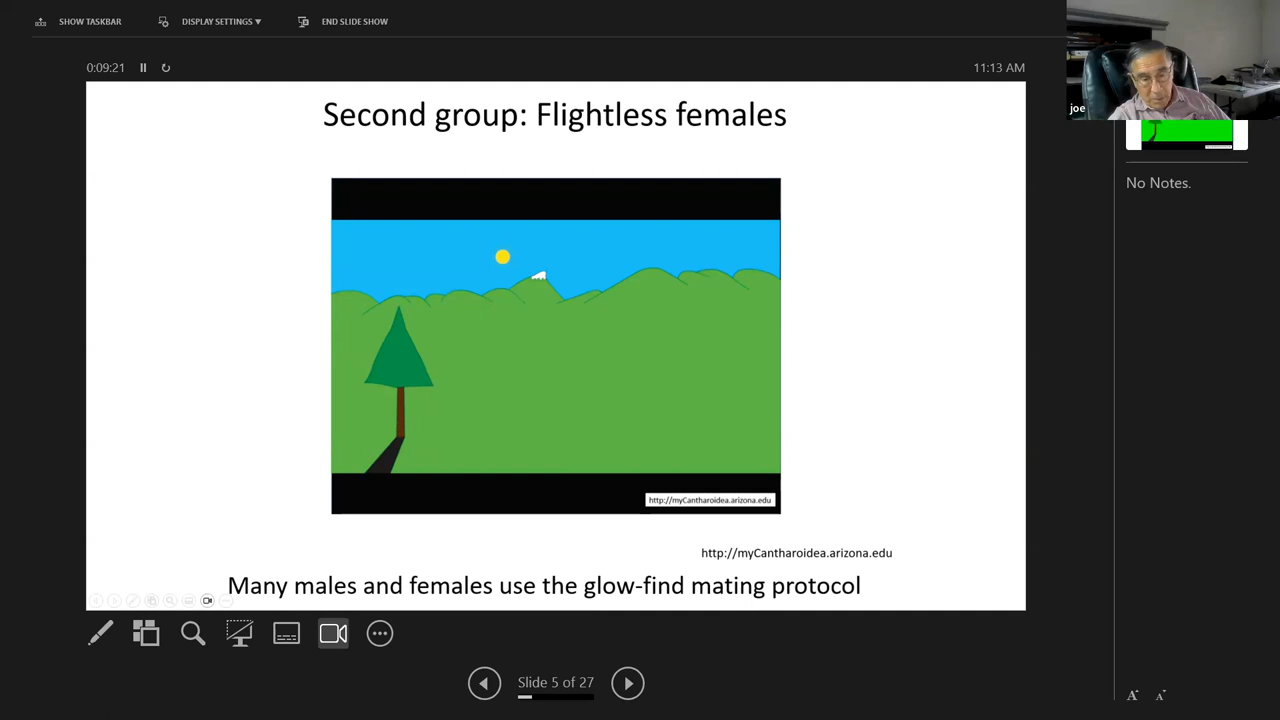 SHOW TASKBAR
DISPLAY SETTINGS ▼
END SLIDE SHOW
0:09:21
11:13 AM
joe
Second group: Flightless females
No Notes.
http://myCantharoidea.arizona.edu
http://myCantharoidea.arizona.edu
Many males and females use the glow-find mating protocol
Slide 5 of 27
A
A